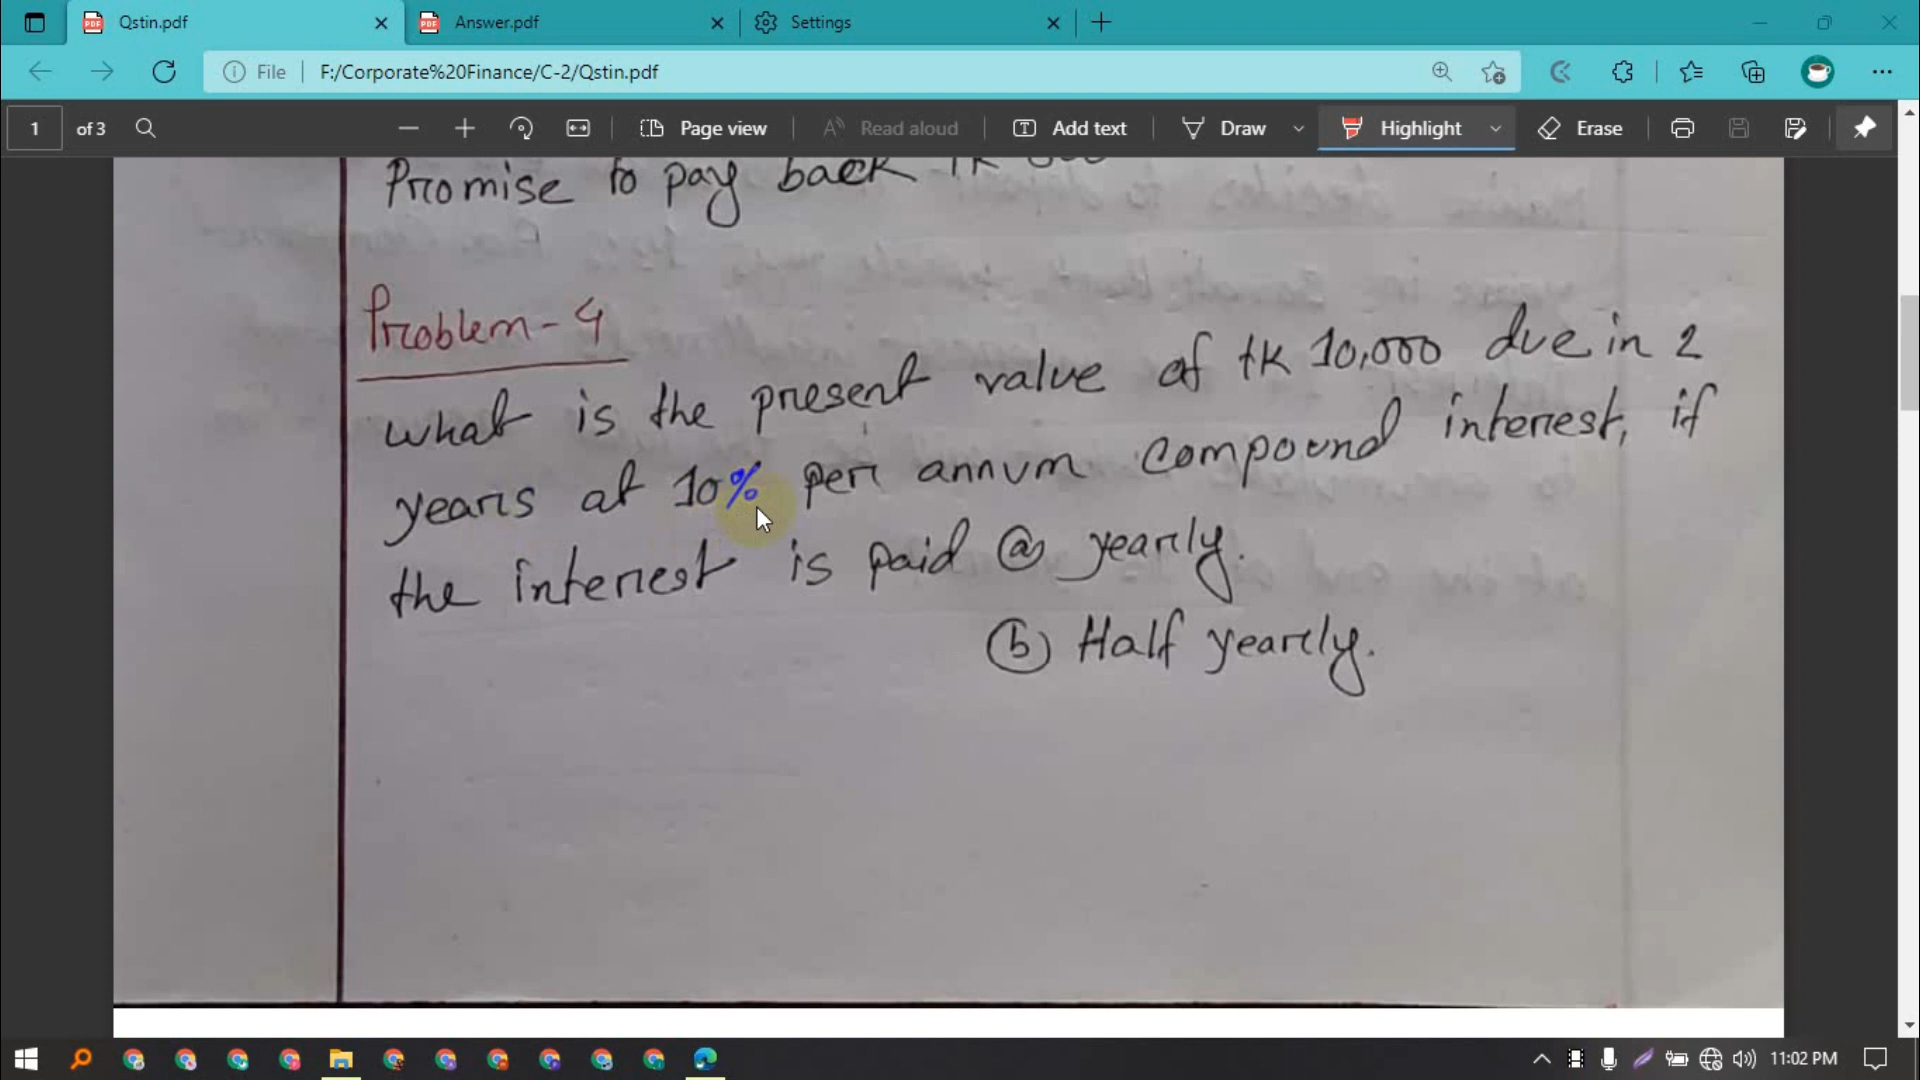 Qstin.pdf
Answer.pdf
Settings
File
F:/Corporate%20Finance/C-2/Qstin.pdf
1 of 3
Page view
Read aloud
Add text
Draw
Highlight
Erase
Promise to pay back TK
Problem-4
What is the present value of tk 10,000 due in 2
years at 10% per annum compound interest, if
the interest is paid (a) yearly.
(b) Half yearly.
11:02 PM